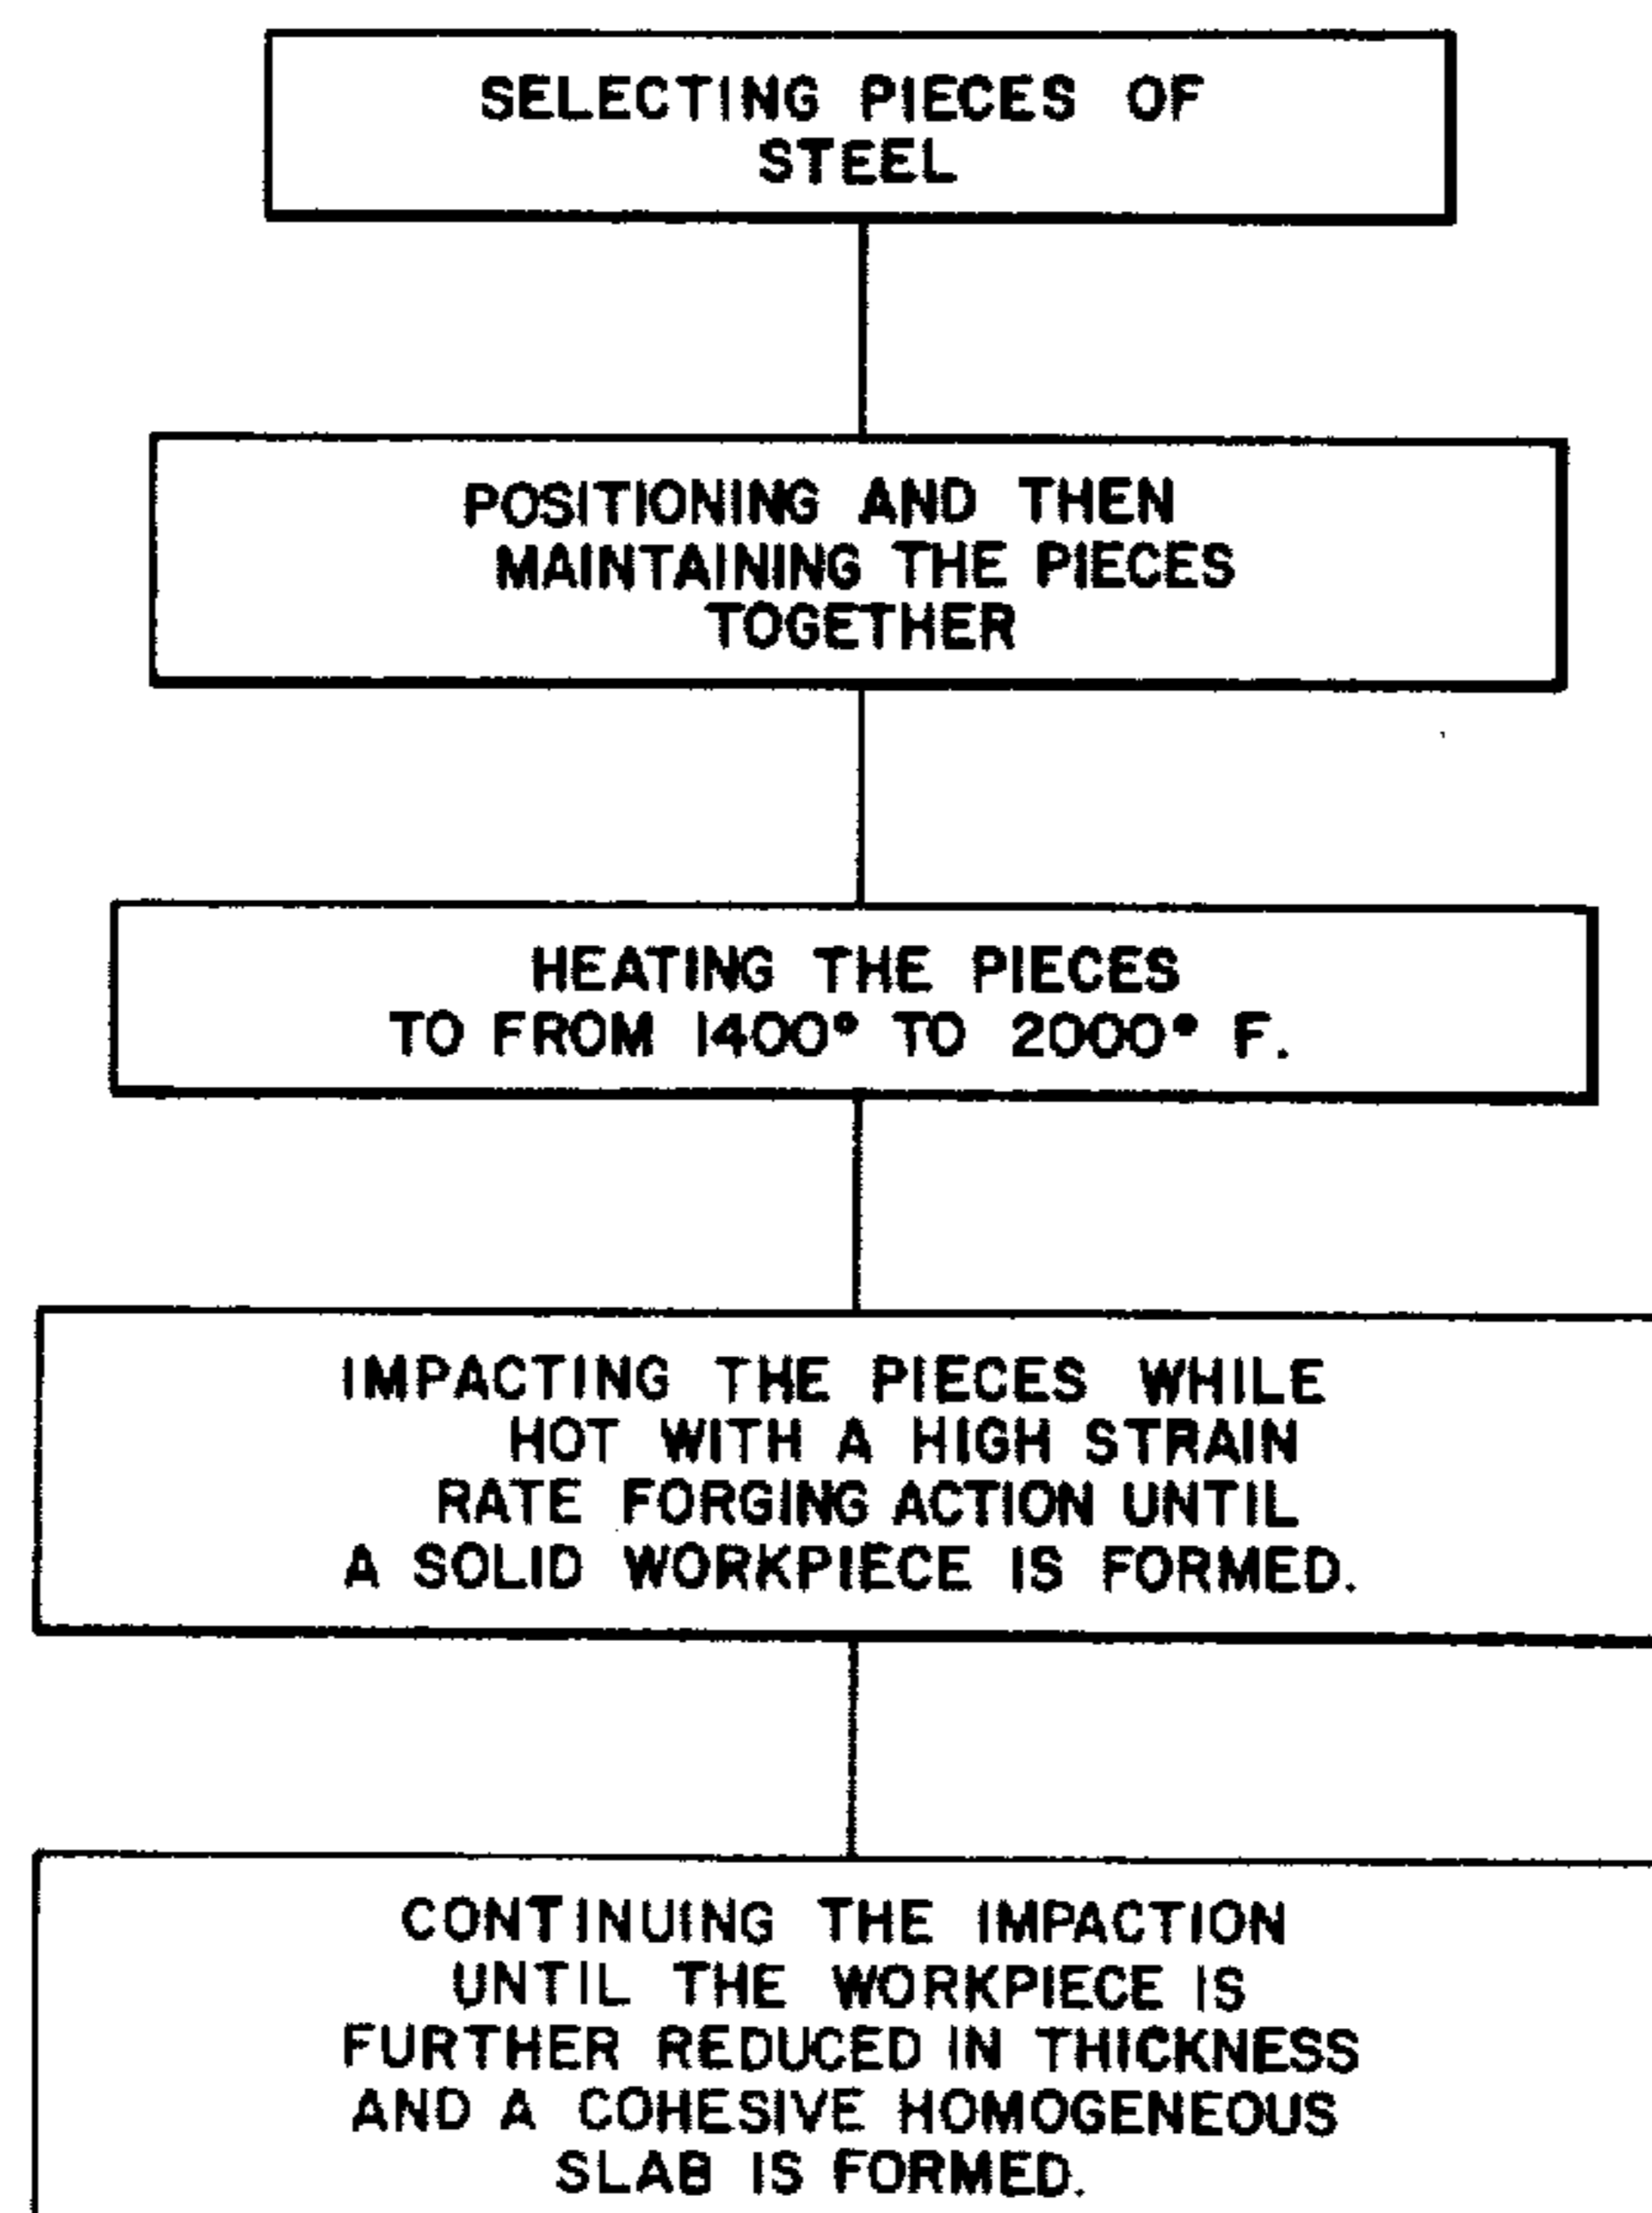 SELECTING PIECES OF
STEEL
POSITIONING AND THEN
MAINTAINING THE PIECES
TOGETHER
HEATING THE PIECES
TO FROM 1400° TO 2000° F.
IMPACTING THE PIECES WHILE
HOT WITH A HIGH STRAIN
RATE FORGING ACTION UNTIL
A SOLID WORKPIECE IS FORMED.
CONTINUING THE IMPACTION
UNTIL THE WORKPIECE IS
FURTHER REDUCED IN THICKNESS
AND A COHESIVE HOMOGENEOUS
SLAB IS FORMED.